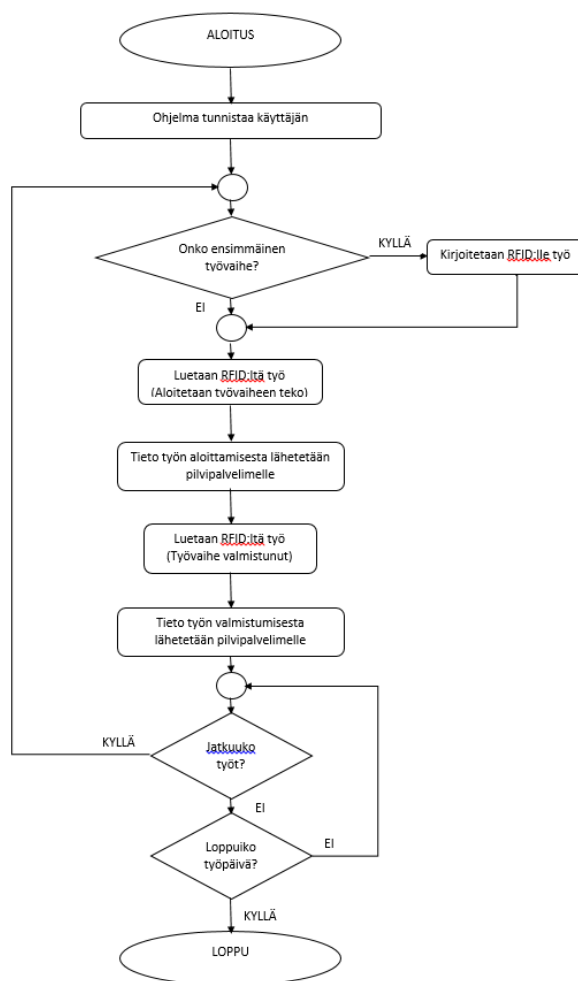 ALOITUS
Ohjelma tunnistaa käyttäjän
Onko ensimmäinen
työvaihe?
KYLLÄ
Kirjoitetaan RFID:lle työ
EI
Luetaan RFID:ltä työ
(Aloitetaan työvaiheen teko)
Tieto työn aloittamisesta lähetetään
pilvipalvelimelle
Luetaan RFID:ltä työ
(Työvaihe valmistunut)
Tieto työn valmistumisesta
lähetetään pilvipalvelimelle
KYLLÄ
Jatkuuko
työt?
EI
Loppuiko
työpäivä?
EI
KYLLÄ
LOPPU